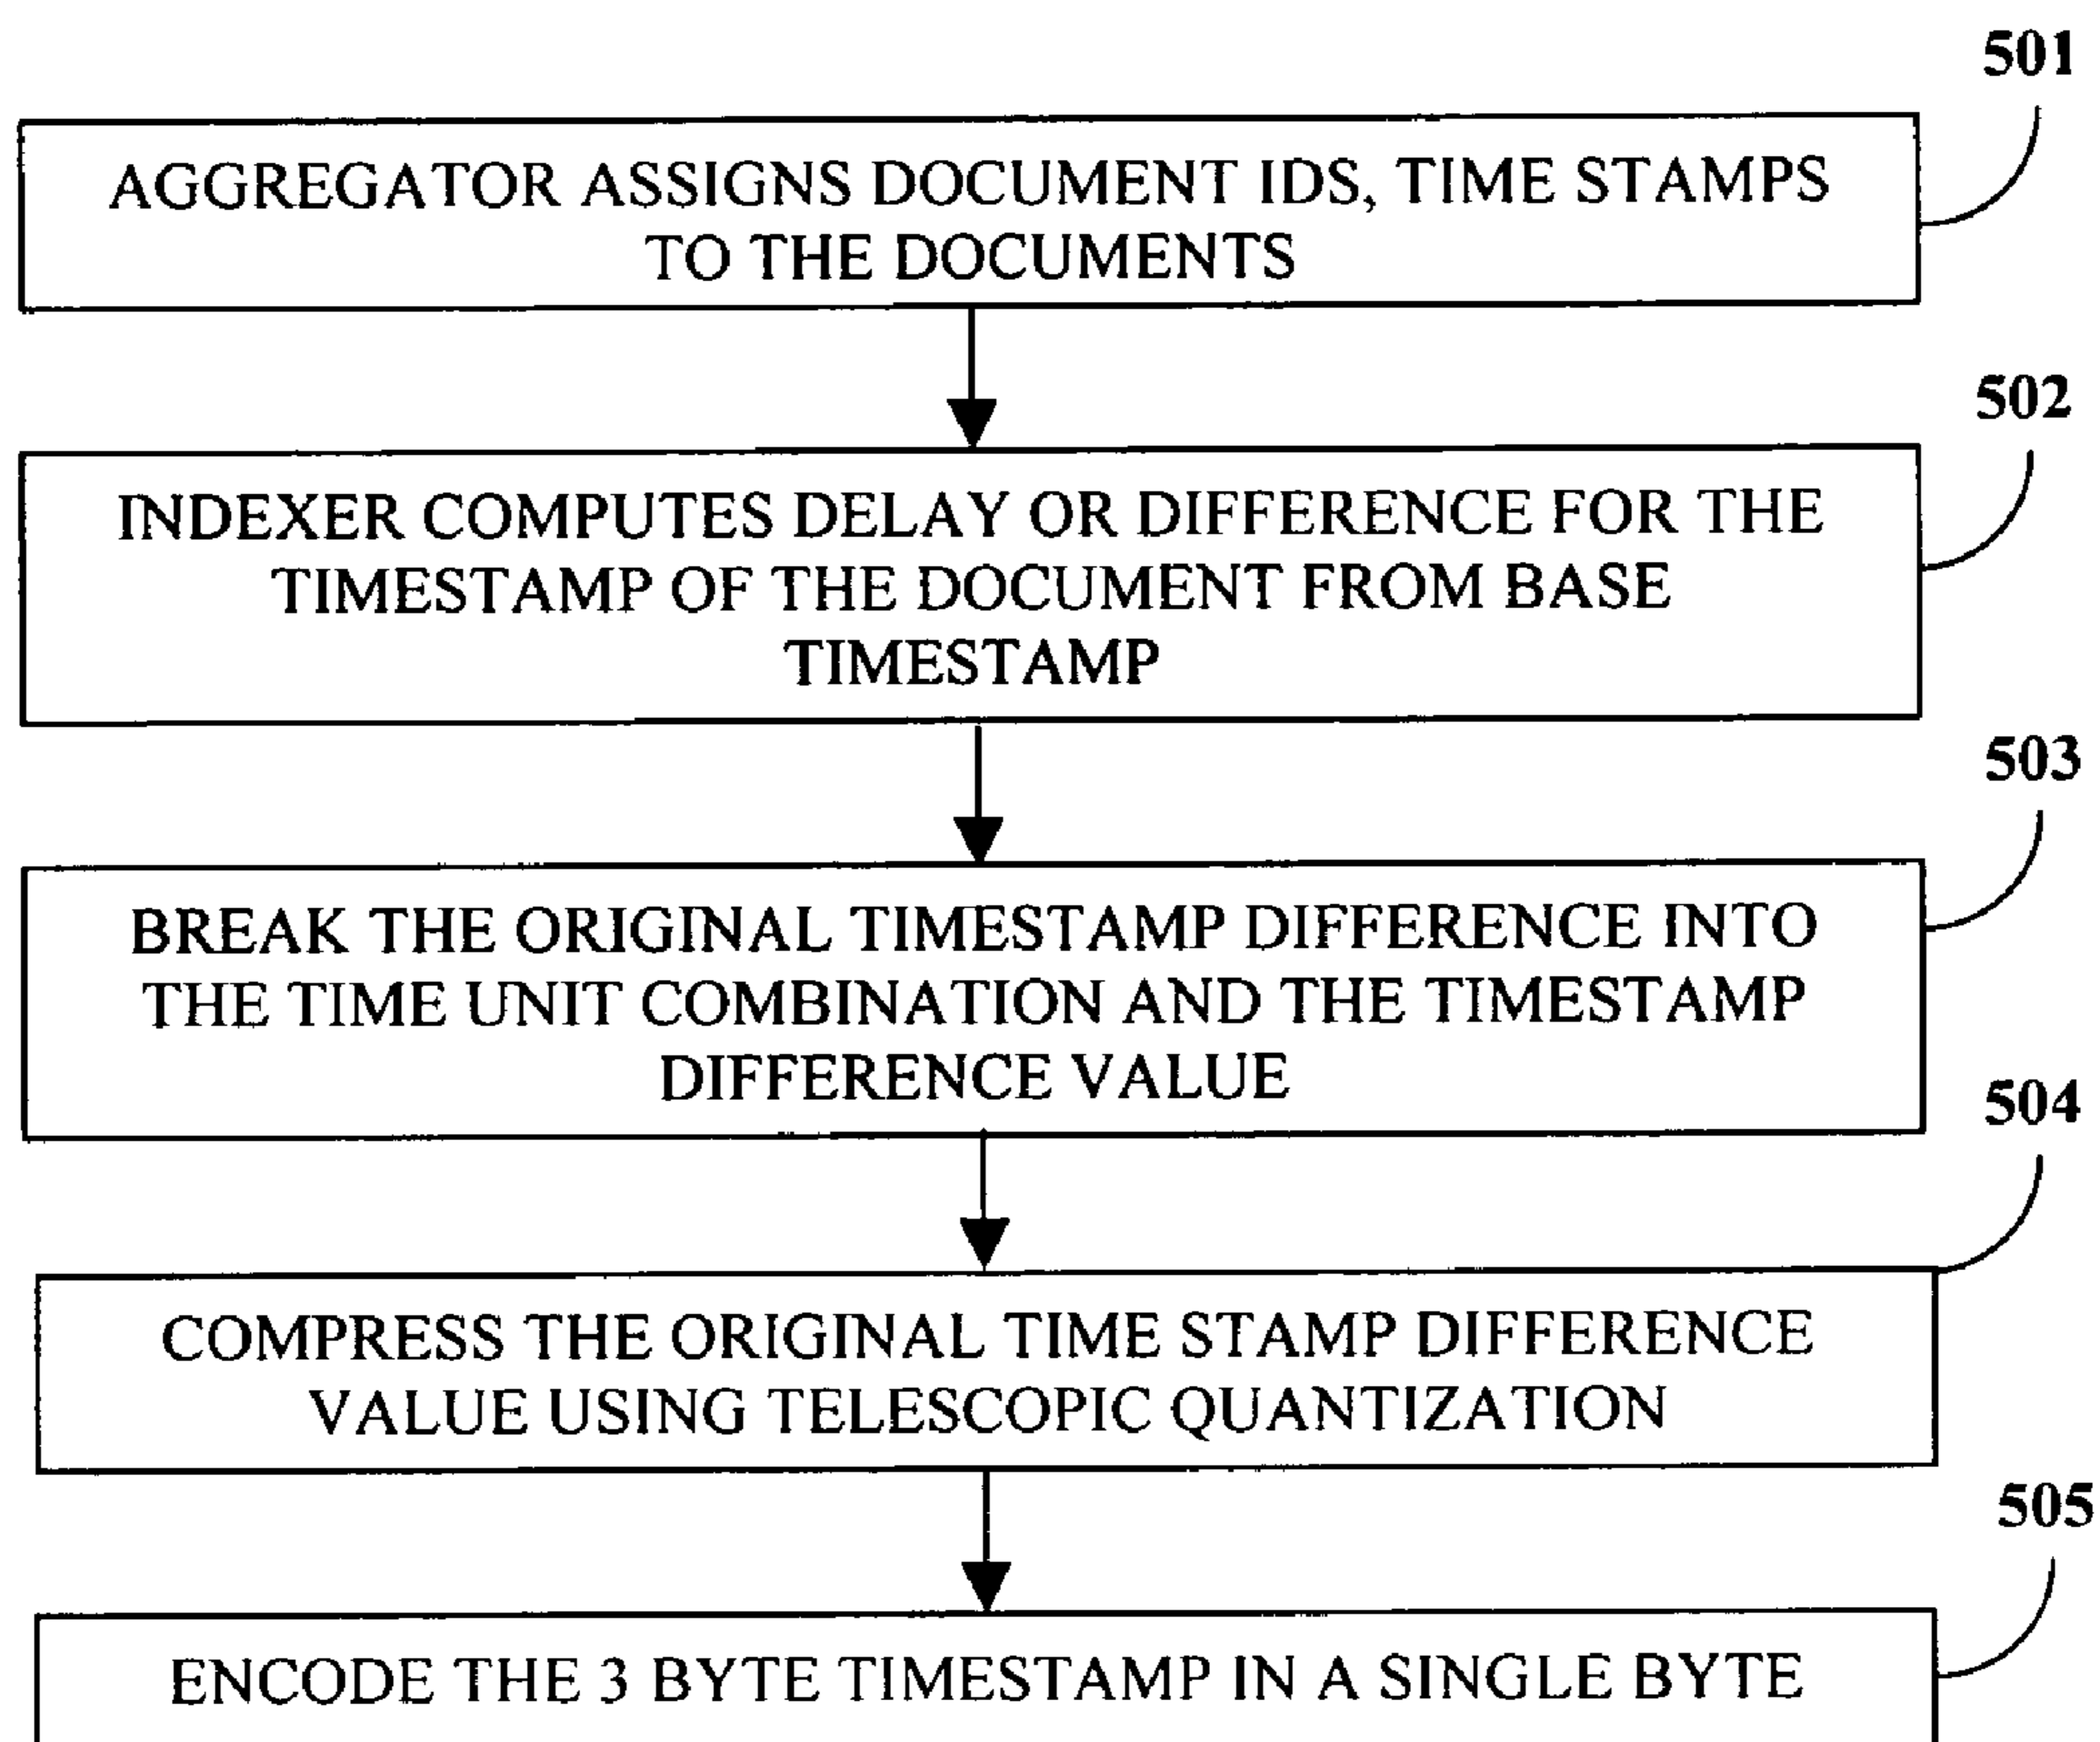 501
AGGREGATOR ASSIGNS DOCUMENT IDS, TIME STAMPS
TO THE DOCUMENTS
502
INDEXER COMPUTES DELAY OR DIFFERENCE FOR THE
TIMESTAMP OF THE DOCUMENT FROM BASE
TIMESTAMP
503
BREAK THE ORIGINAL TIMESTAMP DIFFERENCE INTO
THE TIME UNIT COMBINATION AND THE TIMESTAMP
DIFFERENCE VALUE
504
COMPRESS THE ORIGINAL TIME STAMP DIFFERENCE
VALUE USING TELESCOPIC QUANTIZATION
505
ENCODE THE 3 BYTE TIMESTAMP IN A SINGLE BYTE